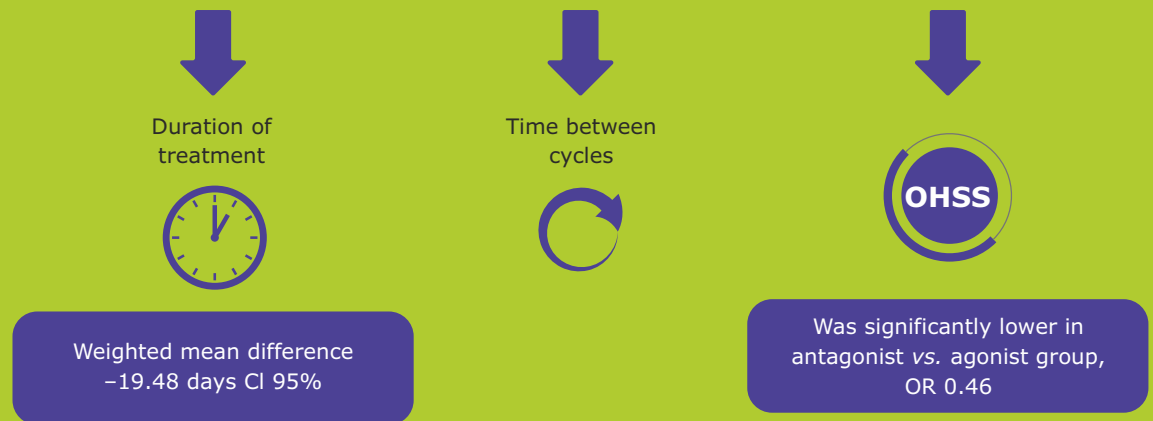 Duration of
treatment
Time between
cycles
OHSS
Weighted mean difference
–19.48 days Cl 95%
Was significantly lower in
antagonist vs. agonist group,
OR 0.46